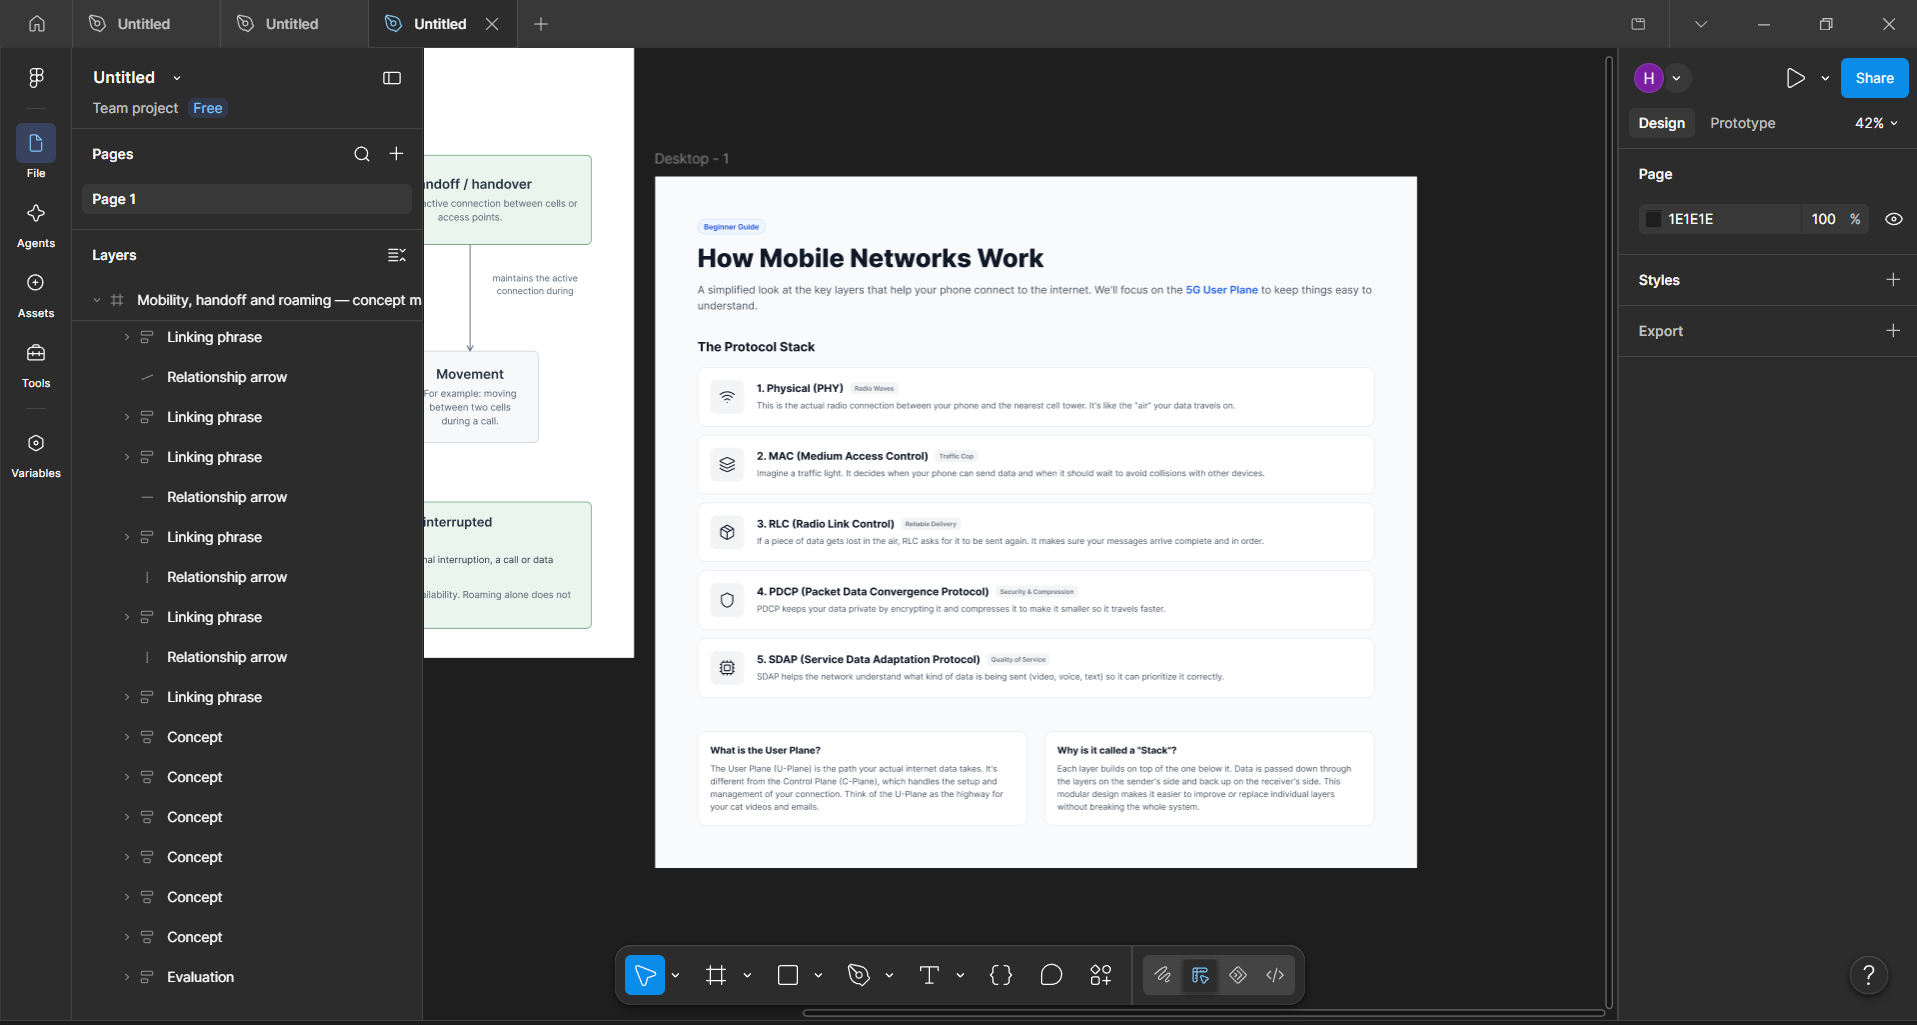 Untitled
Untitled
Untitled
Untitled
Team project Free
Pages
Page 1
Layers
Mobility, handoff and roaming — concept m
Linking phrase
Relationship arrow
Linking phrase
Linking phrase
Relationship arrow
Linking phrase
Relationship arrow
Linking phrase
Relationship arrow
Linking phrase
Concept
Concept
Concept
Concept
Concept
Concept
Evaluation
File
Agents
Assets
Tools
Variables
ndoff / handover
active connection between cells or
access points.
maintains the active
connection during
Movement
For example: moving
between two cells
during a call.
interrupted
nal interruption, a call or data
ilability. Roaming alone does not
Desktop - 1
Beginner Guide
How Mobile Networks Work
A simplified look at the key layers that help your phone connect to the internet. We'll focus on the 5G User Plane to keep things easy to
understand.
The Protocol Stack
1. Physical (PHY) Radio Waves
This is the actual radio connection between your phone and the nearest cell tower. It's like the "air" your data travels on.
2. MAC (Medium Access Control) Traffic Cop
Imagine a traffic light. It decides when your phone can send data and when it should wait to avoid collisions with other devices.
3. RLC (Radio Link Control) Reliable Delivery
If a piece of data gets lost in the air, RLC asks for it to be sent again. It makes sure your messages arrive complete and in order.
4. PDCP (Packet Data Convergence Protocol) Security & Compression
PDCP keeps your data private by encrypting it and compresses it to make it smaller so it travels faster.
5. SDAP (Service Data Adaptation Protocol) Quality of Service
SDAP helps the network understand what kind of data is being sent (video, voice, text) so it can prioritize it correctly.
What is the User Plane?
The User Plane (U-Plane) is the path your actual internet data takes. It's
different from the Control Plane (C-Plane), which handles the setup and
management of your connection. Think of the U-Plane as the highway for
your cat videos and emails.
Why is it called a "Stack"?
Each layer builds on top of the one below it. Data is passed down through
the layers on the sender's side and back up on the receiver's side. This
modular design makes it easier to improve or replace individual layers
without breaking the whole system.
H
Share
Design Prototype 42%
Page
1E1E1E 100 %
Styles
Export
?